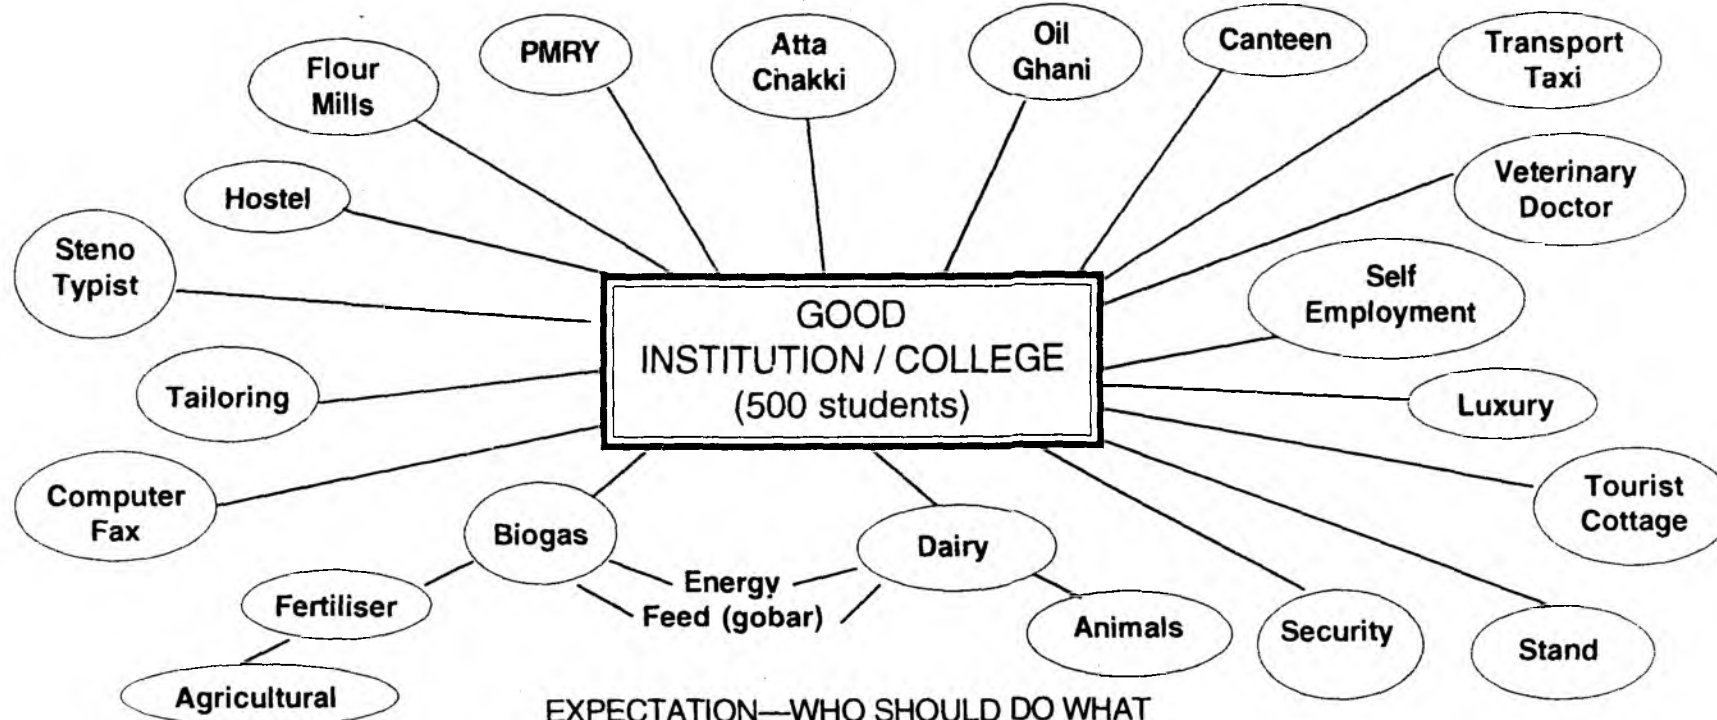 Flour
Mills
PMRY
Atta
Chakki
Oil
Ghani
Canteen
Transport
Taxi
Hostel
Veterinary
Doctor
Steno
Typist
Self
Employment
GOOD
INSTITUTION / COLLEGE
(500 students)
Tailoring
Luxury
Computer
Fax
Tourist
Cottage
Biogas
Dairy
Energy
Feed (gobar)
Fertiliser
Animals
Security
Stand
Agricultural
EXPECTATION—WHO SHOULD DO WHAT